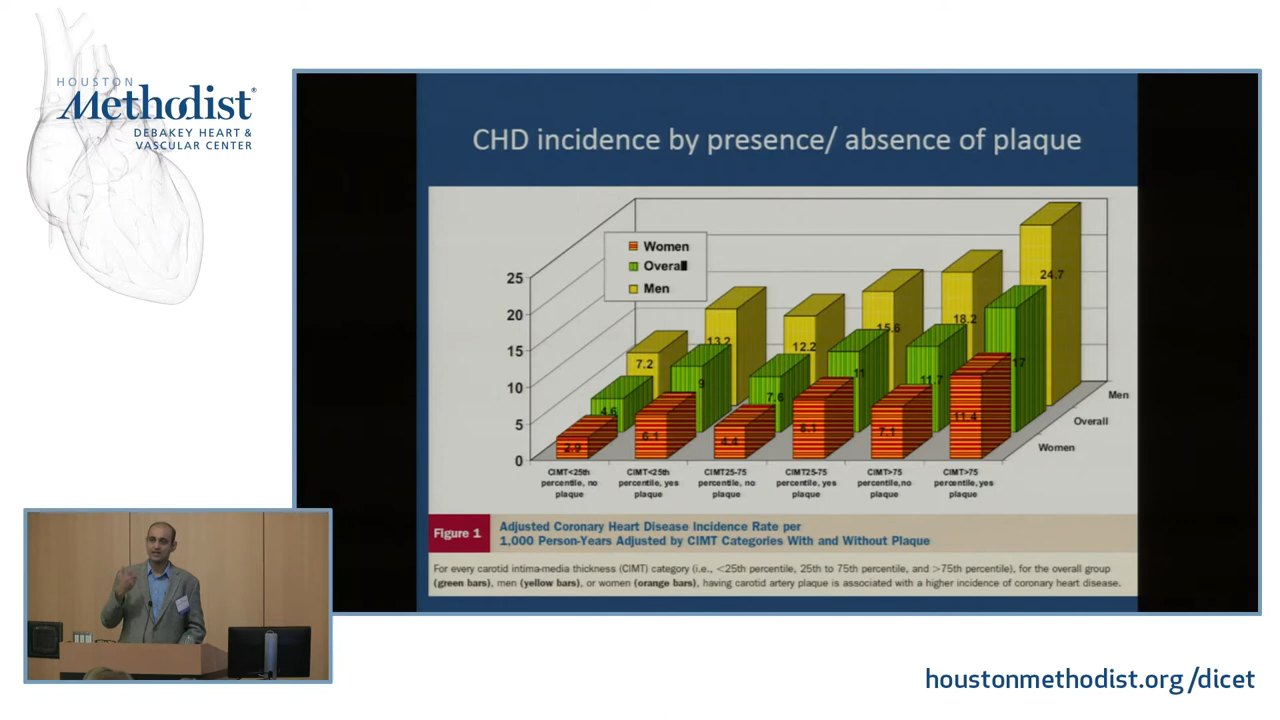 HOUSTON
Methodist®
DEBAKEY HEART &
VASCULAR CENTER
CHD incidence by presence/ absence of plaque
Women
Overall
Men
25
20
15
10
5
0
7.2
13.2
12.2
15.6
18.2
24.7
4.6
9
7.6
11
11.7
17
2.9
6.1
4.4
8.1
7.1
11.4
Men
Overall
Women
CIMT<25th
percentile, no
plaque
CIMT<25th
percentile, yes
plaque
CIMT25-75
percentile, no
plaque
CIMT25-75
percentile, yes
plaque
CIMT>75
percentile,no
plaque
CIMT>75
percentile, yes
plaque
Figure 1
Adjusted Coronary Heart Disease Incidence Rate per
1,000 Person-Years Adjusted by CIMT Categories With and Without Plaque
For every carotid intima-media thickness (CIMT) category (i.e., <25th percentile, 25th to 75th percentile, and >75th percentile), for the overall group
(green bars), men (yellow bars), or women (orange bars), having carotid artery plaque is associated with a higher incidence of coronary heart disease.
houstonmethodist.org/dicet